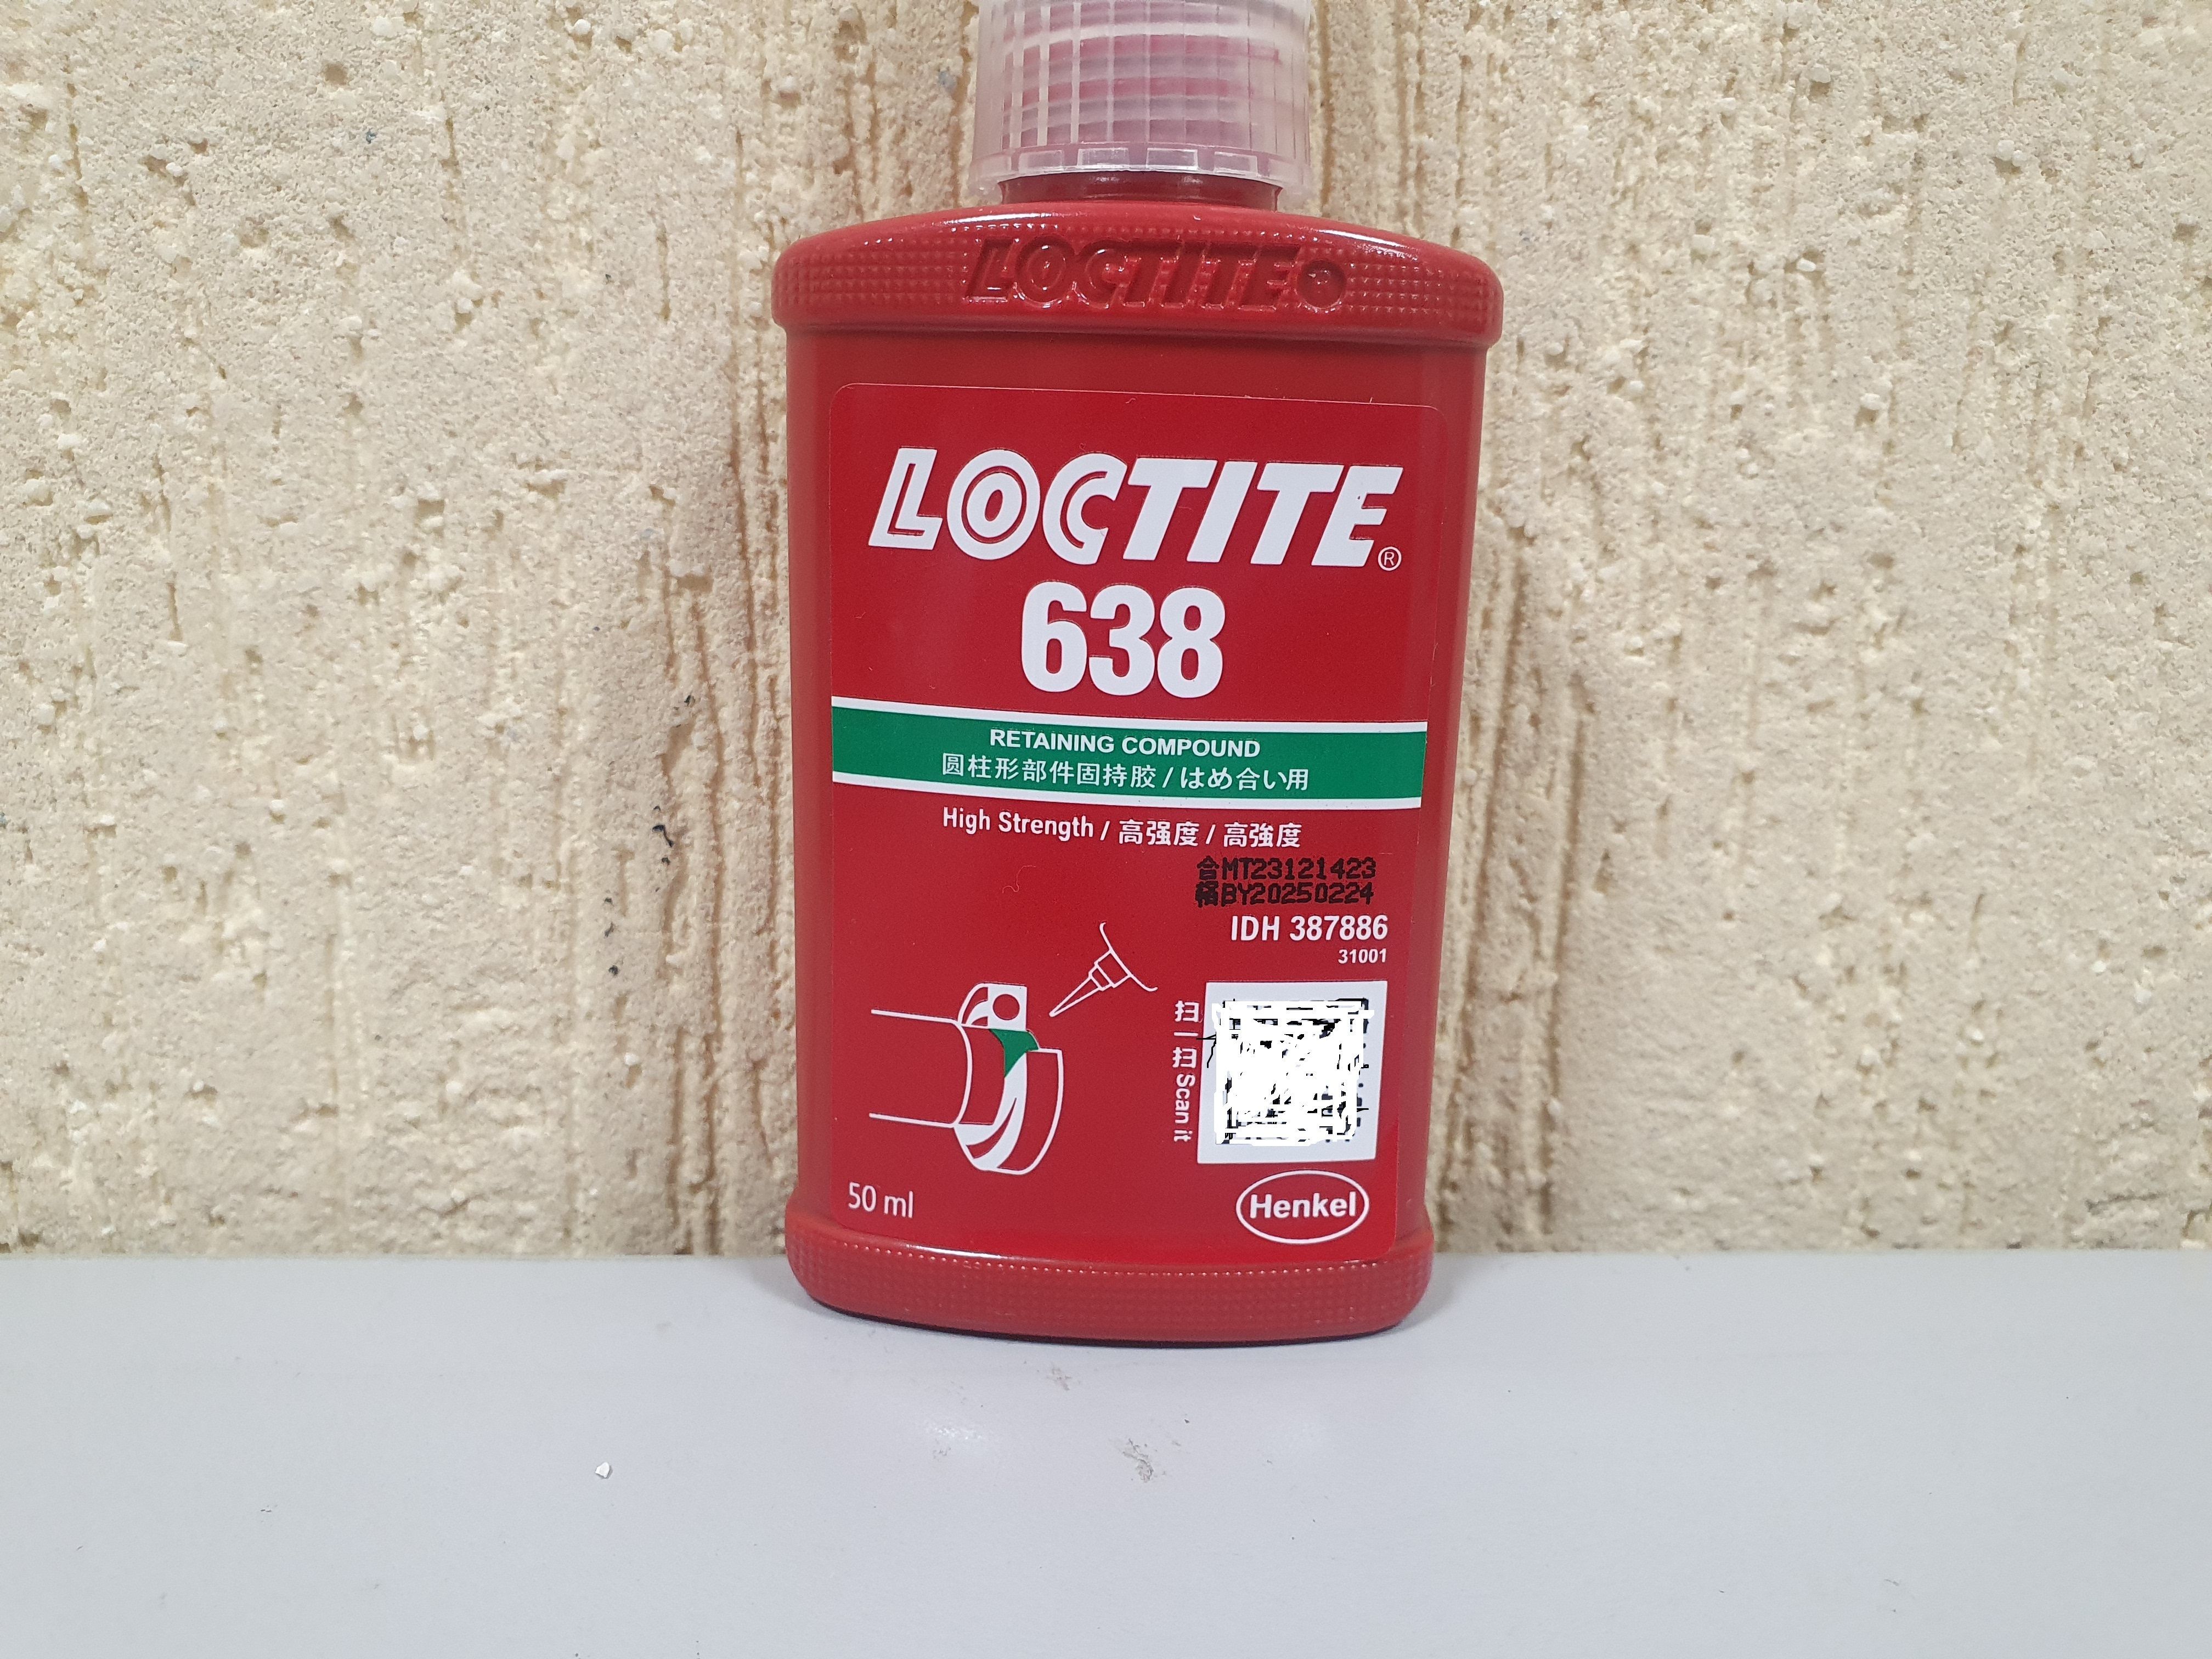 LOCTITE
LOCTITE®
638
RETAINING COMPOUND
圆柱形部件固持胶 / はめ合い用
High Strength / 高强度 / 高強度
合MT23121423
格BY20250224
IDH 387886
31001
扫一扫 Scan it
50 ml
Henkel